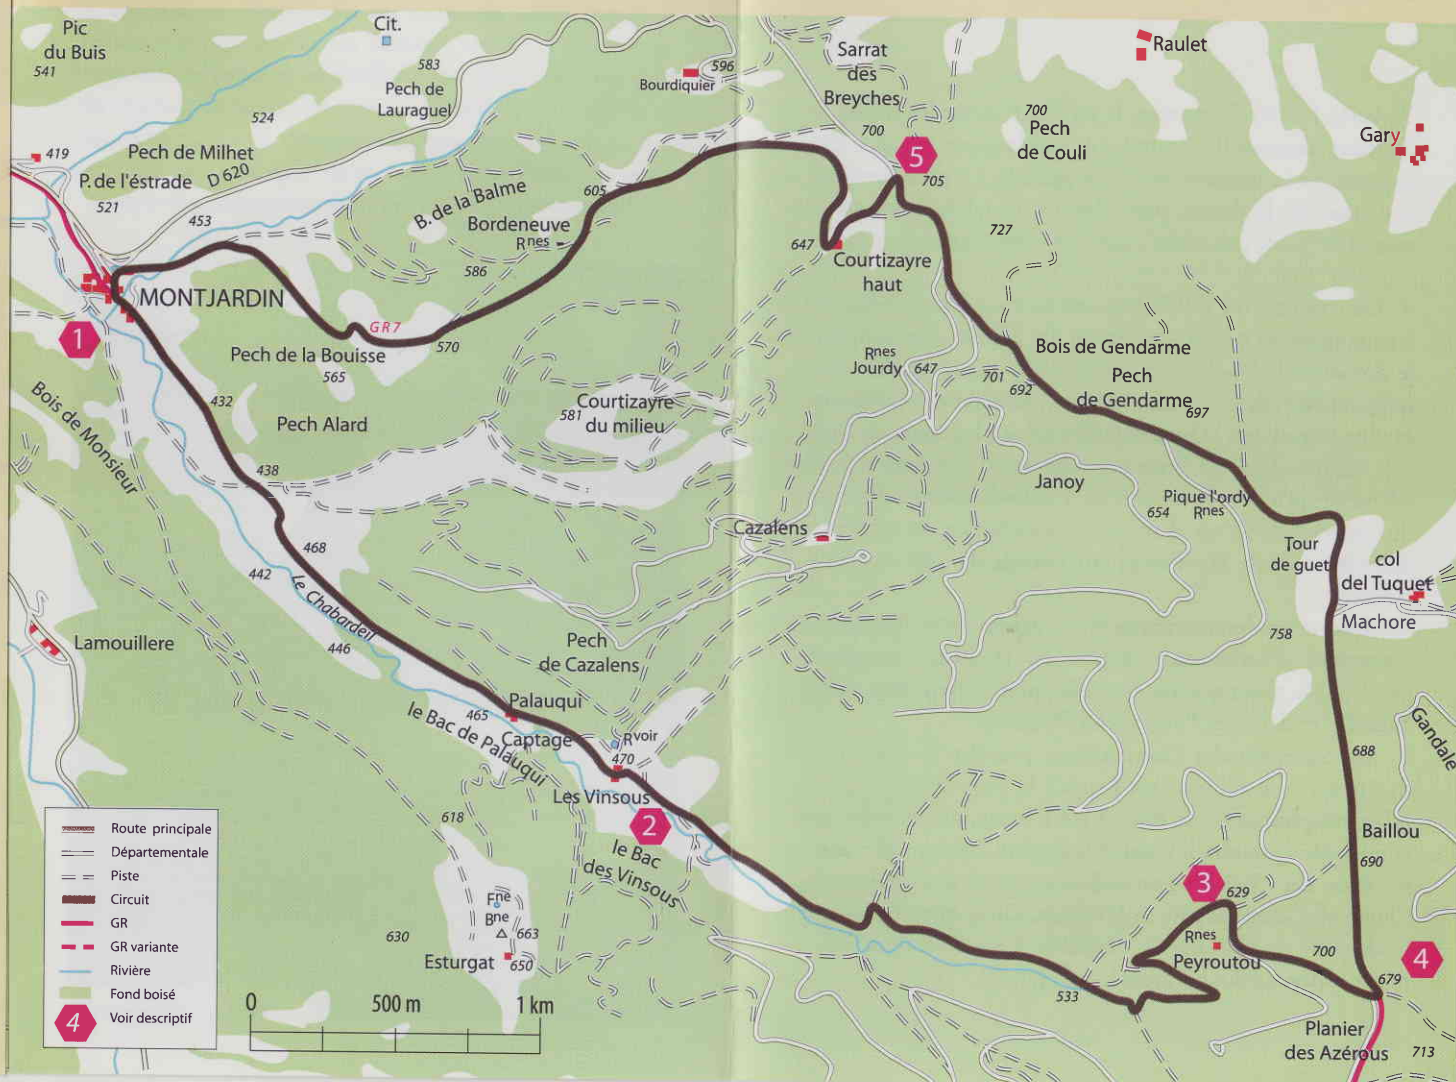 Pic
du Buis
541
Cit.
583
Pech de
Lauraguel
524
Bourdiquier
596
Sarrat
des
Breyches
700
Raulet
700
Pech
de Couli
Gary
419
Pech de Milhet
P. de l'éstrade
D 620
521
453
B. de la Balme
605
Bordeneuve
Rnes
586
5
705
727
647
Courtizayre
haut
MONTJARDIN
1
GR7
Pech de la Bouisse
565
570
Rnes
Jourdy
647
701
692
Bois de Gendarme
Pech
de Gendarme
697
Bois de Monsieur
432
Pech Alard
581
Courtizayre
du milieu
438
Janoy
654
Pique l'ordy
Rnes
468
Cazalens
Tour
de guet
col
del Tuquet
Machore
442
le Chabardeil
446
Lamouillere
Pech
de Cazalens
758
Palauqui
465
le Bac de Palauqui
Captage
Rvoir
470
Les Vinsous
2
688
Gandale
618
le Bac
des Vinsous
Baillou
690
3
629
Fne
Bne
663
Esturgat
650
630
Rnes
Peyroutou
700
4
679
533
Planier
des Azérous
713
Route principale
Départementale
Piste
Circuit
GR
GR variante
Rivière
Fond boisé
4
Voir descriptif
0
500 m
1 km